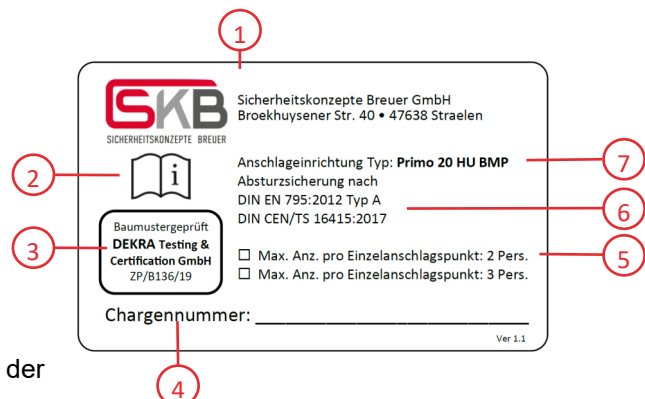 1
SKB
SICHERHEITSKONZEPTE BREUER
Sicherheitskonzepte Breuer GmbH
Broekhuysener Str. 40 • 47638 Straelen
2
i
Anschlageinrichtung Typ: Primo 20 HU BMP
7
Absturzsicherung nach
DIN EN 795:2012 Typ A
DIN CEN/TS 16415:2017
6
3
Baumustergeprüft
DEKRA Testing &
Certification GmbH
ZP/B136/19
☐ Max. Anz. pro Einzelanschlagspunkt: 2 Pers.
5
☐ Max. Anz. pro Einzelanschlagspunkt: 3 Pers.
Chargennummer: ____________________
Ver 1.1
der
4